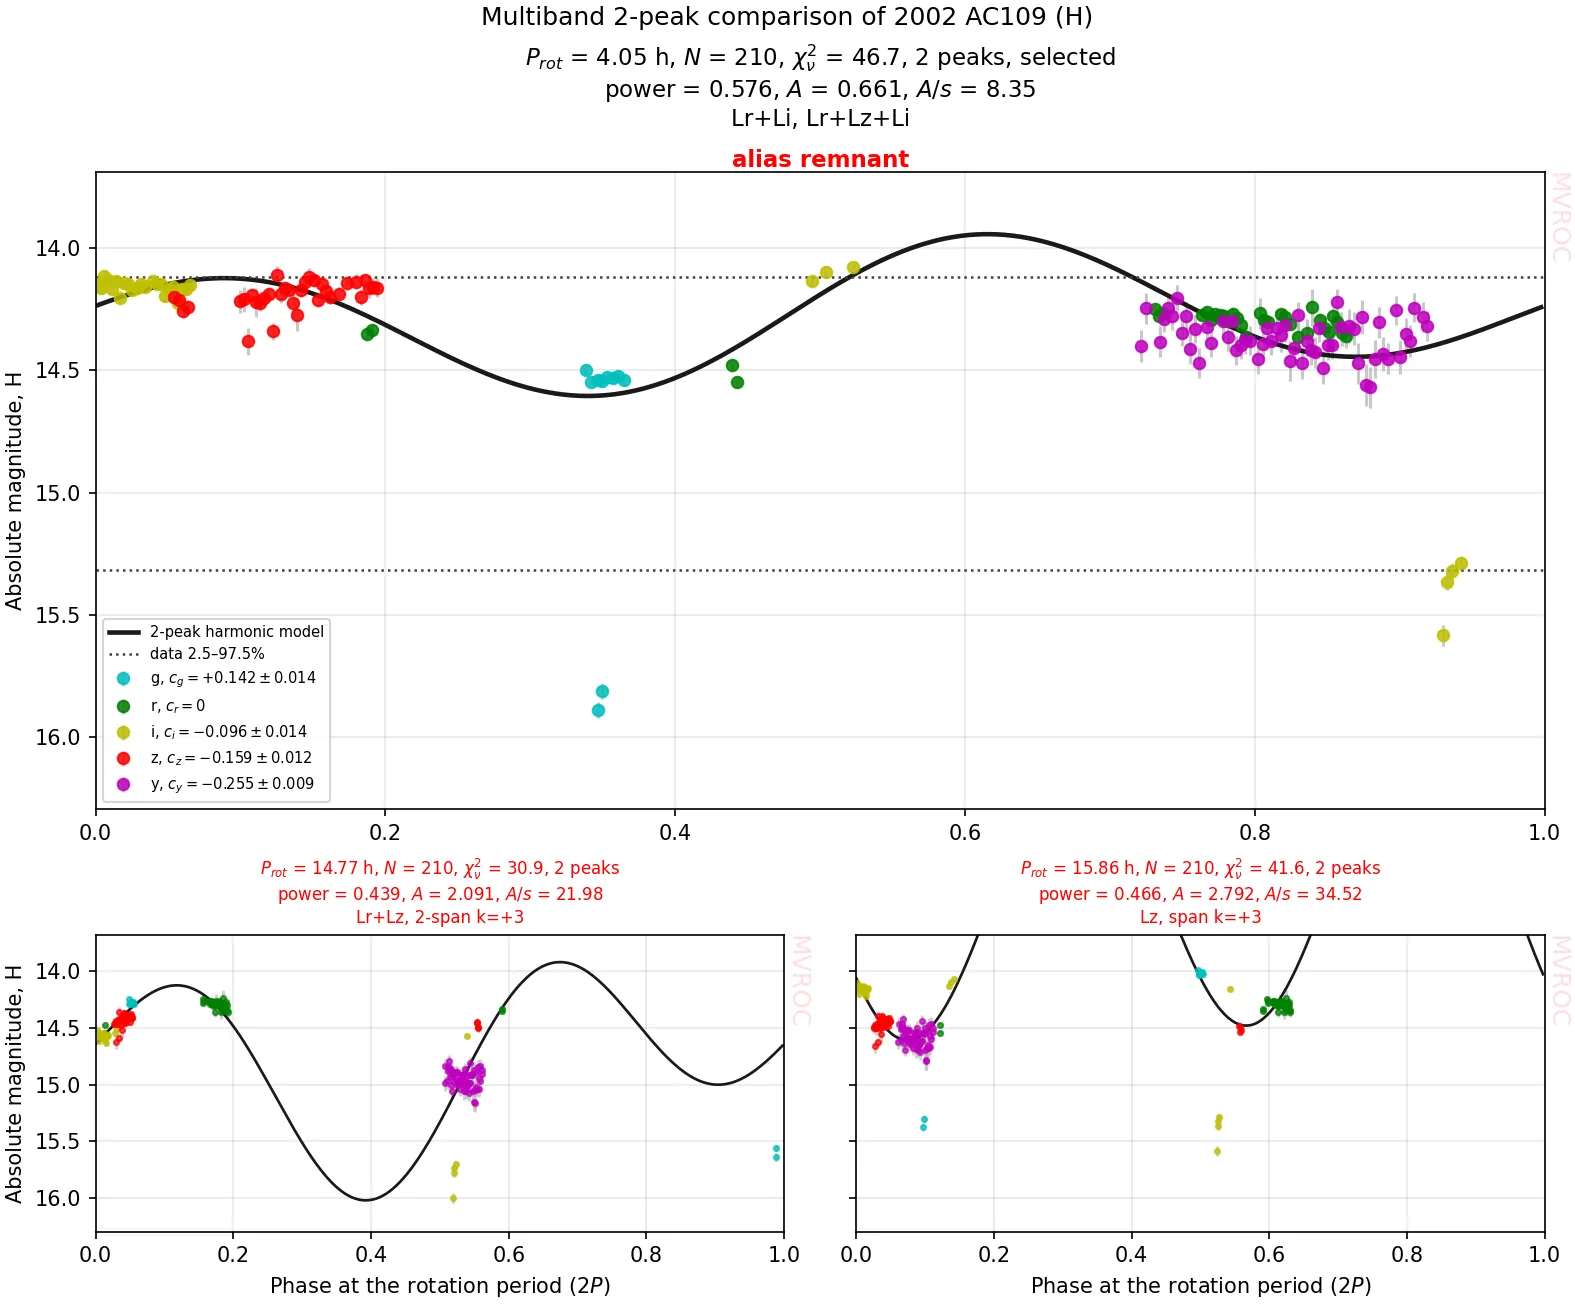 Multiband 2-peak comparison of 2002 AC109 (H)
P_rot = 4.05 h, N = 210, χ²_ν = 46.7, 2 peaks, selected
power = 0.576, A = 0.661, A/s = 8.35
Lr+Li, Lr+Lz+Li
alias remnant
MVROC
Absolute magnitude, H
14.0
14.5
15.0
15.5
16.0
2-peak harmonic model
data 2.5–97.5%
g, c_g = +0.142 ± 0.014
r, c_r = 0
i, c_i = −0.096 ± 0.014
z, c_z = −0.159 ± 0.012
y, c_y = −0.255 ± 0.009
0.0 0.2 0.4 0.6 0.8 1.0
P_rot = 14.77 h, N = 210, χ²_ν = 30.9, 2 peaks
power = 0.439, A = 2.091, A/s = 21.98
Lr+Lz, 2-span k=+3
MVROC
Absolute magnitude, H
14.0
14.5
15.0
15.5
16.0
0.0 0.2 0.4 0.6 0.8 1.0
Phase at the rotation period (2P)
P_rot = 15.86 h, N = 210, χ²_ν = 41.6, 2 peaks
power = 0.466, A = 2.792, A/s = 34.52
Lz, span k=+3
MVROC
0.0 0.2 0.4 0.6 0.8 1.0
Phase at the rotation period (2P)